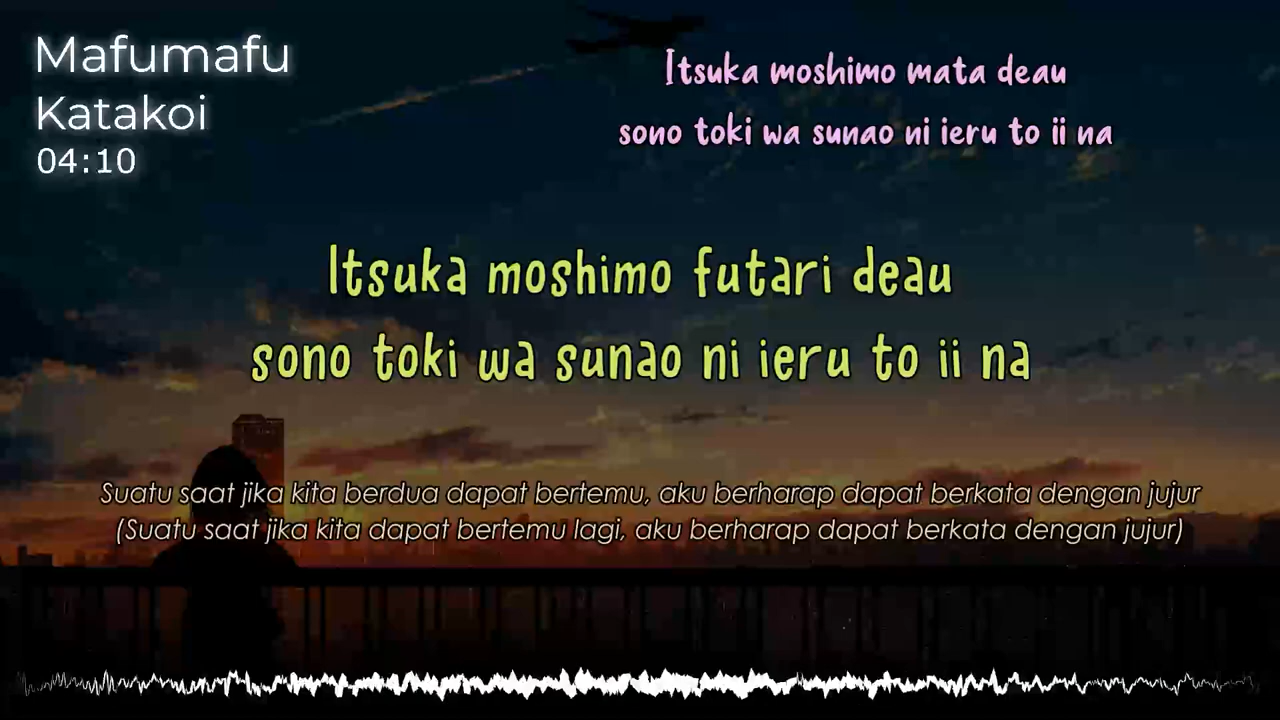 Mafumafu
Katakoi
04:10
Itsuka moshimo mata deau
sono toki wa sunao ni ieru to ii na
Itsuka moshimo futari deau
sono toki wa sunao ni ieru to ii na
Suatu saat jika kita berdua dapat bertemu, aku berharap dapat berkata dengan jujur
(Suatu saat jika kita dapat bertemu lagi, aku berharap dapat berkata dengan jujur)